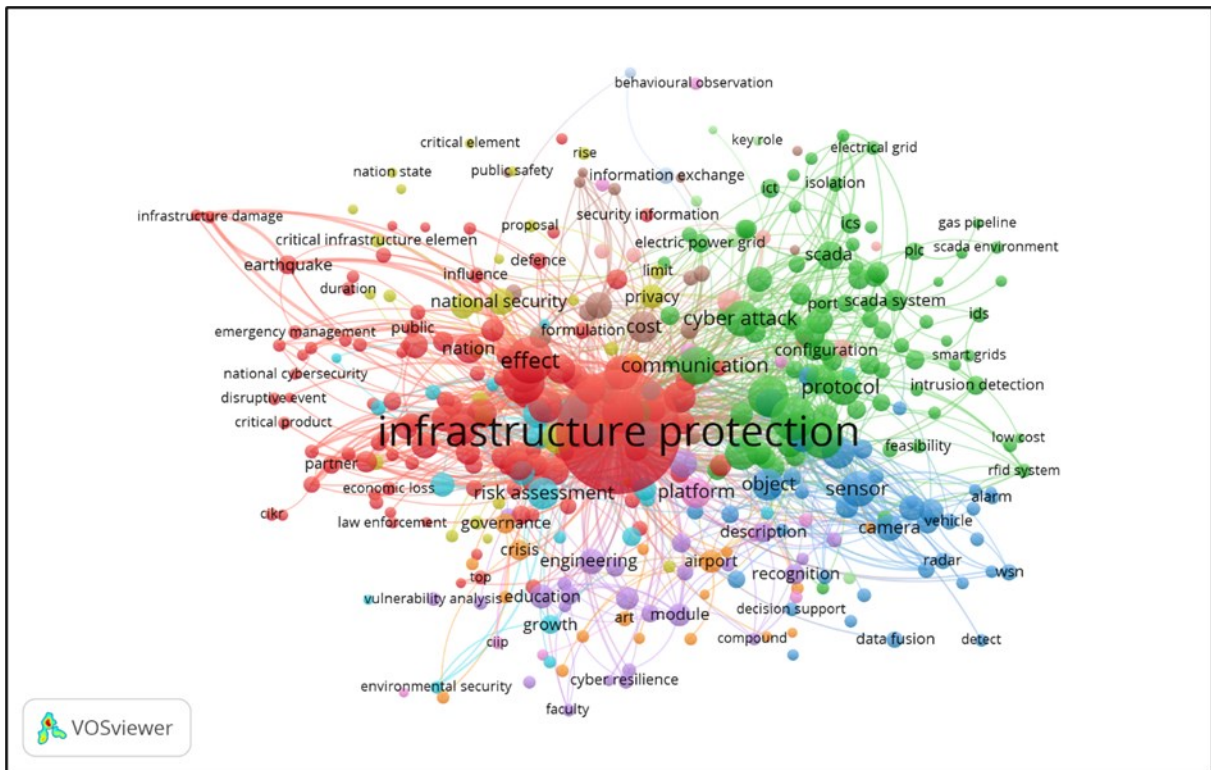 behavioural observation
critical element
key role
electrical grid
rise
nation state
public safety
information exchange
ict
isolation
infrastructure damage
security information
proposal
ics
gas pipeline
critical infrastructure elemen
electric power grid
scada environment
defence
scada
plc
earthquake
influence
limit
duration
national security
privacy
port
scada system
emergency management
public
formulation
cost
cyber attack
ids
nation
effect
communication
configuration
smart grids
national cybersecurity
protocol
intrusion detection
disruptive event
critical product
infrastructure protection
low cost
feasibility
partner
rfid system
economic loss
risk assessment
platform
object
sensor
alarm
cikr
law enforcement
governance
description
camera
vehicle
crisis
engineering
airport
radar
recognition
wsn
top
vulnerability analysis
education
module
decision support
art
growth
compound
data fusion
detect
ciip
environmental security
cyber resilience
faculty
VOSviewer